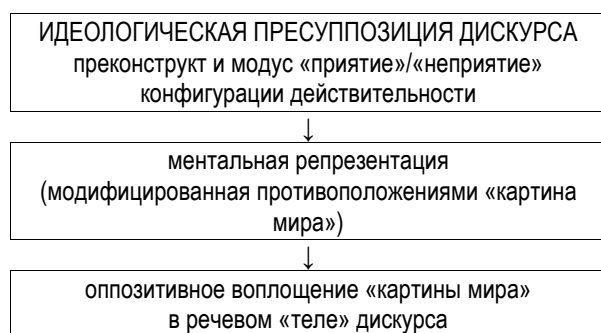 ИДЕОЛОГИЧЕСКАЯ ПРЕСУППОЗИЦИЯ ДИСКУРСА
преконструкт и модус «приятие»/«неприятие»
конфигурации действительности
↓
ментальная репрезентация
(модифицированная противоположениями «картина
мира»)
↓
оппозитивное воплощение «картины мира»
в речевом «теле» дискурса